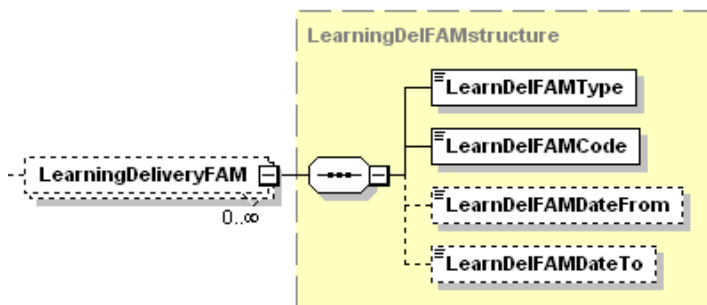 LearningDelFAMstructure
LearnDelFAMType
LearnDelFAMCode
LearningDeliveryFAM
0..∞
LearnDelFAMDateFrom
LearnDelFAMDateTo